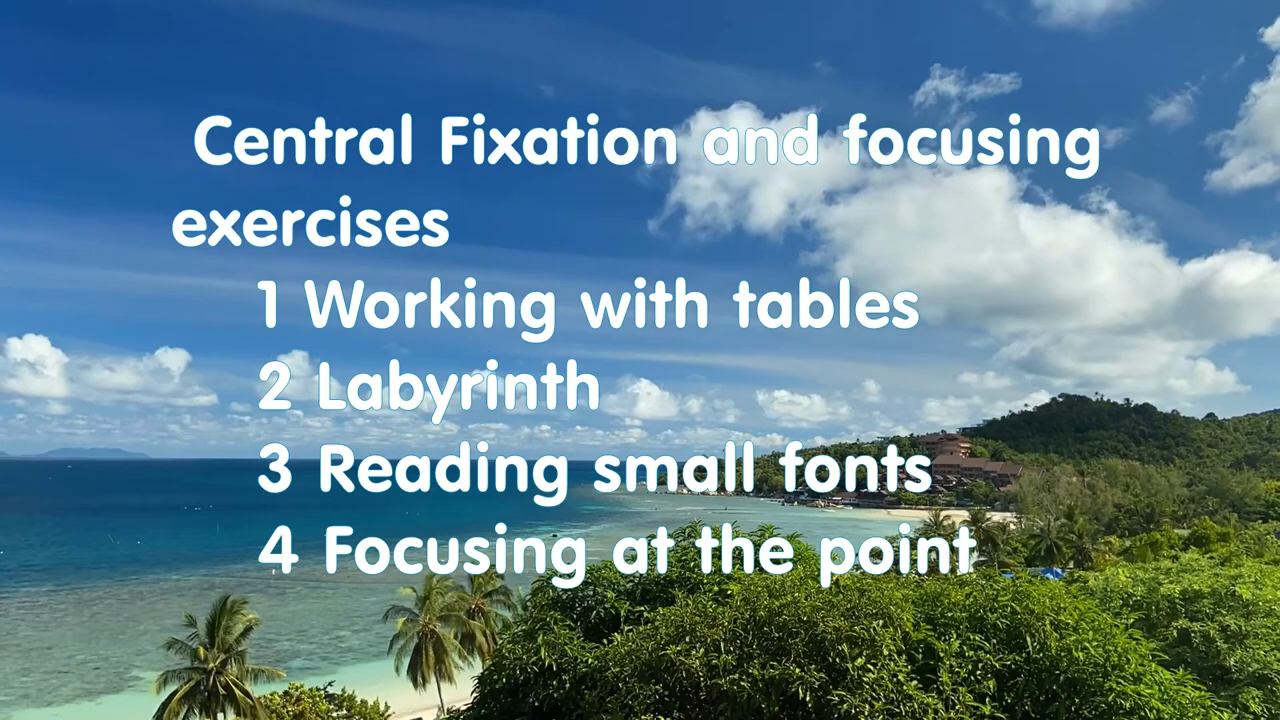 Central Fixation and focusing
exercises
1 Working with tables
2 Labyrinth
3 Reading small fonts
4 Focusing at the point